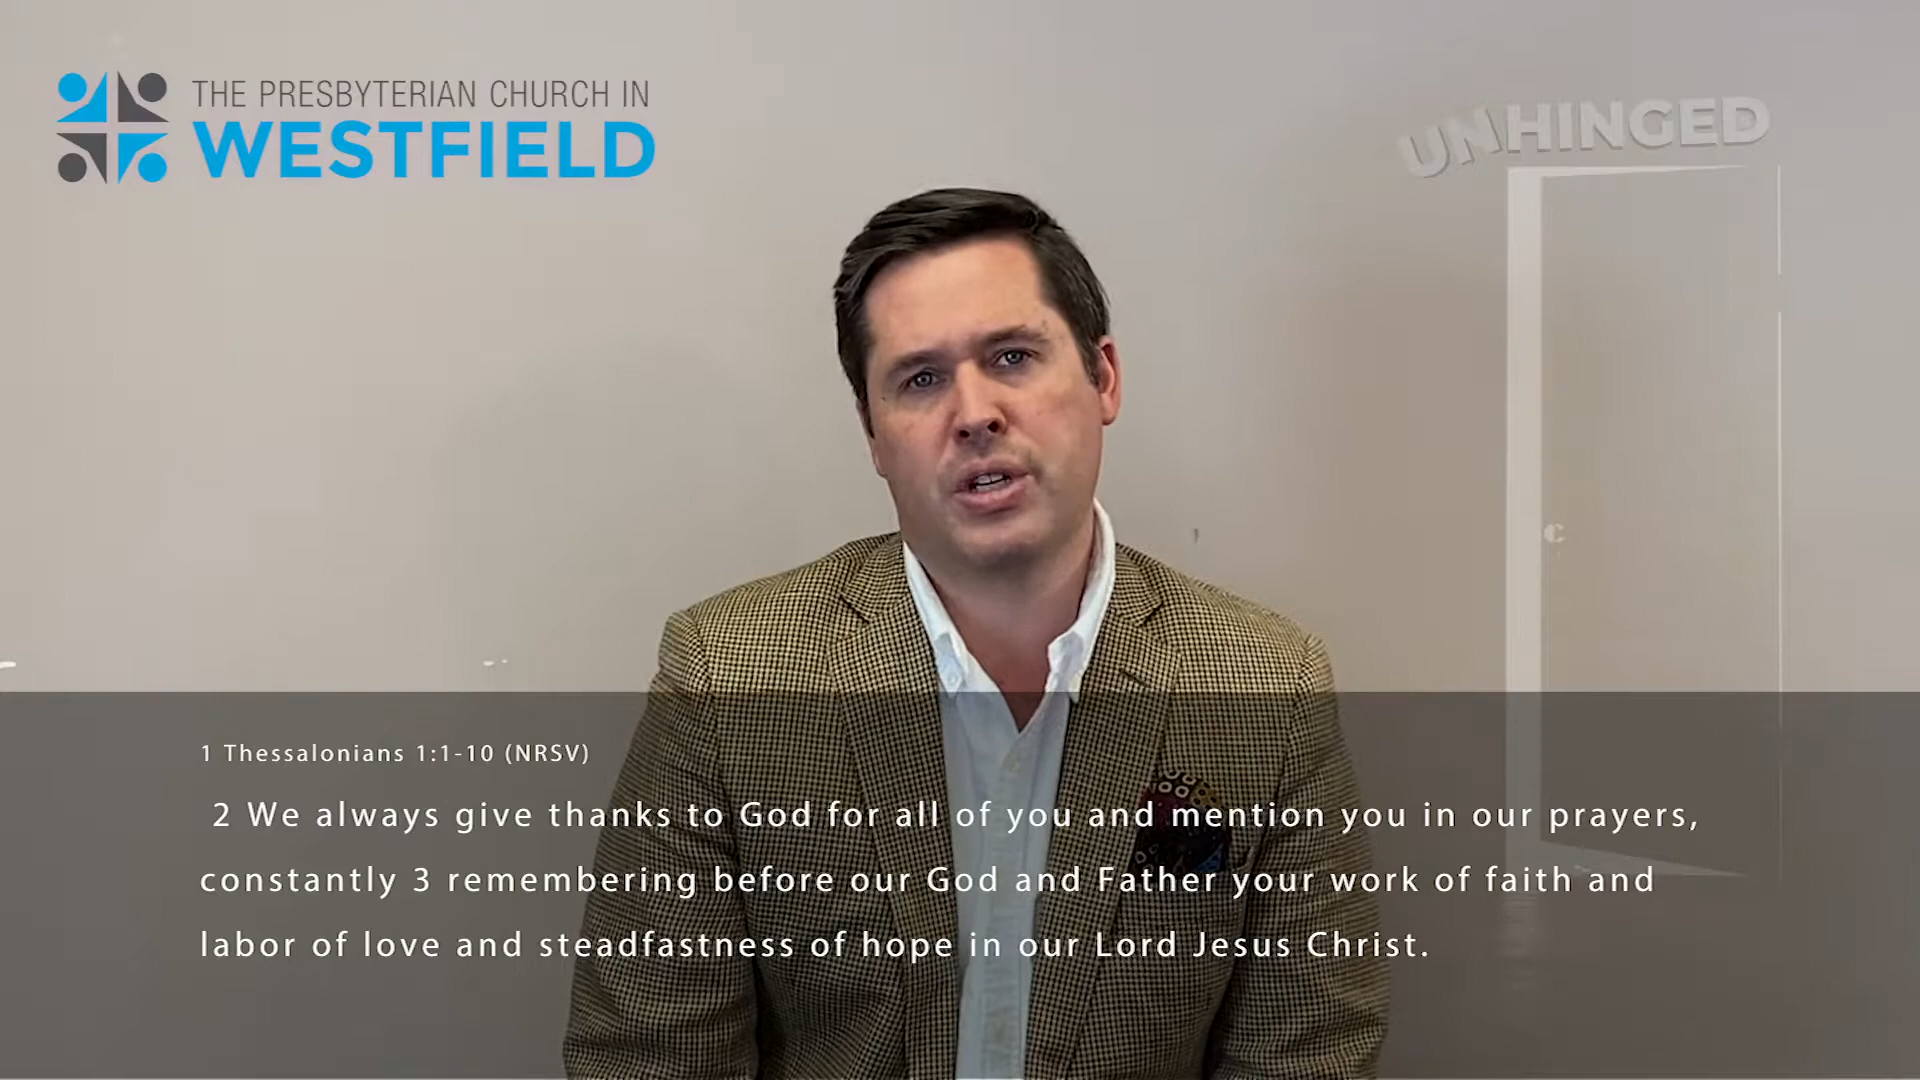 THE PRESBYTERIAN CHURCH IN
WESTFIELD
UNHINGED
1 Thessalonians 1:1-10 (NRSV)
2 We always give thanks to God for all of you and mention you in our prayers,
constantly 3 remembering before our God and Father your work of faith and
labor of love and steadfastness of hope in our Lord Jesus Christ.